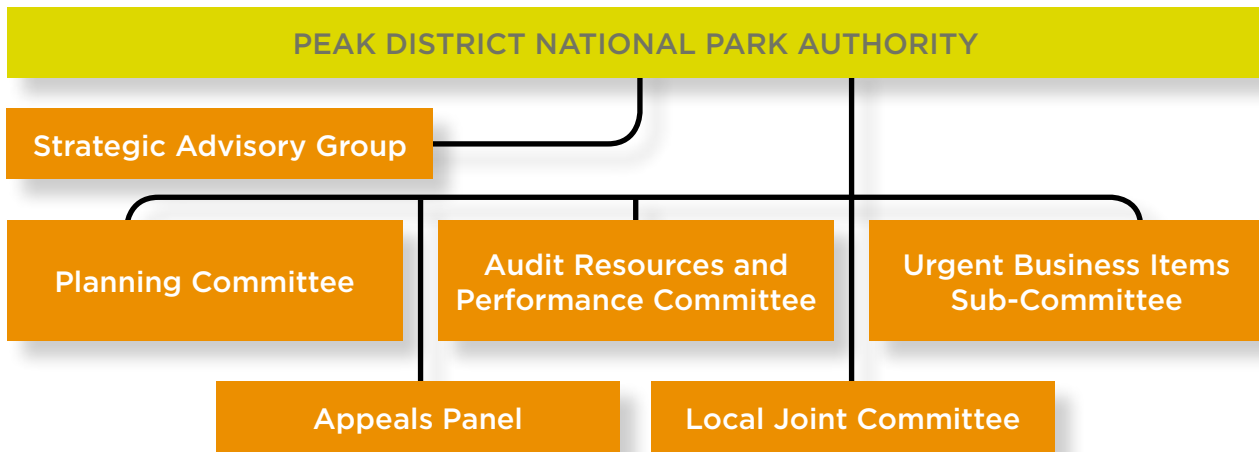 PEAK DISTRICT NATIONAL PARK AUTHORITY
Strategic Advisory Group
Planning Committee
Audit Resources and
Performance Committee
Urgent Business Items
Sub-Committee
Appeals Panel
Local Joint Committee